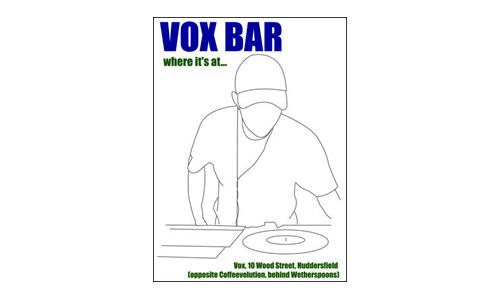 VOX BAR
where it's at...
Vox, 10 Wood Street, Huddersfield
(opposite Coffeevolution, behind Wetherspoons)